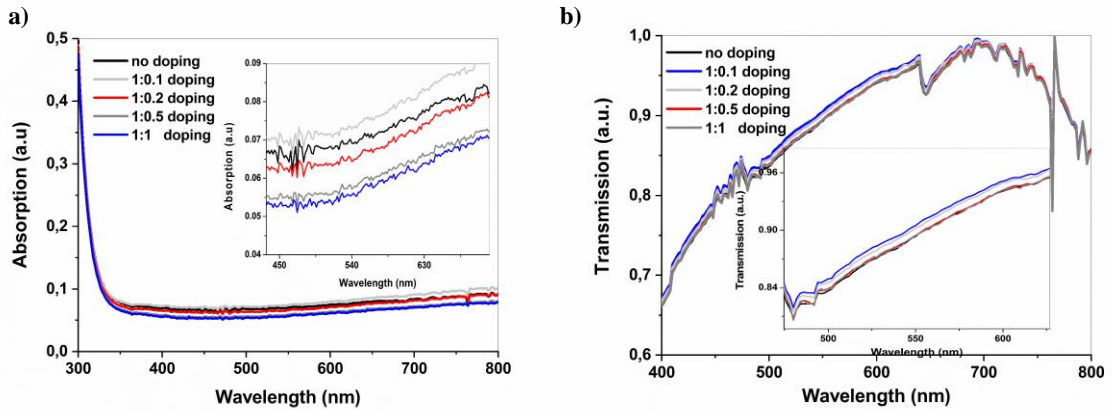 a)
0,5
0,4
0,3
0,2
0,1
0,0
Absorption (a.u)
no doping
1:0.1 doping
1:0.2 doping
1:0.5 doping
1:1 doping
0.09
0.08
0.07
0.06
0.05
0.04
Absorption (a.u)
450 540 630
Wavelength (nm)
300 400 500 600 700 800
Wavelength (nm)
b)
1,0
0,9
0,8
0,7
0,6
Transmission (a.u.)
no doping
1:0.1 doping
1:0.2 doping
1:0.5 doping
1:1 doping
0.96
0.90
0.84
Transmission (a.u.)
500 550 600
Wavelength (nm)
400 500 600 700 800
Wavelength (nm)